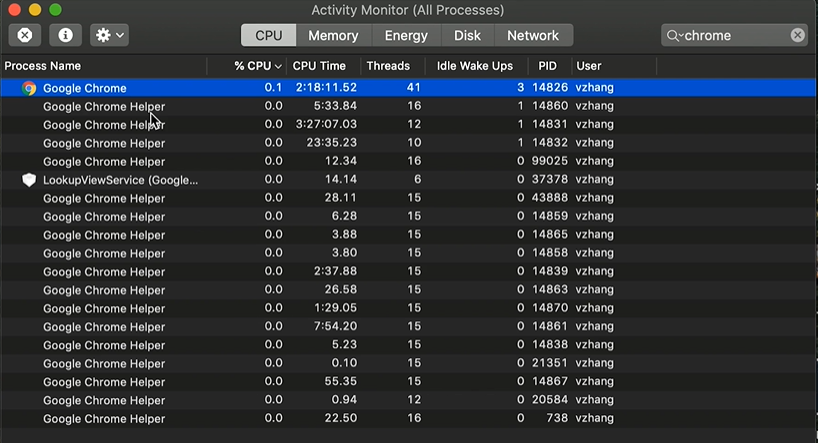 Activity Monitor (All Processes)
CPU Memory Energy Disk Network chrome
Process Name % CPU CPU Time Threads Idle Wake Ups PID User
Google Chrome 0.1 2:18:11.52 41 3 14826 vzhang
Google Chrome Helper 0.0 5:33.84 16 1 14860 vzhang
Google Chrome Helper 0.0 3:27:07.03 12 1 14831 vzhang
Google Chrome Helper 0.0 23:35.23 10 1 14832 vzhang
Google Chrome Helper 0.0 12.34 16 0 99025 vzhang
LookupViewService (Google... 0.0 14.14 6 0 37378 vzhang
Google Chrome Helper 0.0 28.11 15 0 43888 vzhang
Google Chrome Helper 0.0 6.28 15 0 14859 vzhang
Google Chrome Helper 0.0 3.88 15 0 14865 vzhang
Google Chrome Helper 0.0 3.80 15 0 14858 vzhang
Google Chrome Helper 0.0 2:37.88 15 0 14839 vzhang
Google Chrome Helper 0.0 26.58 15 0 14863 vzhang
Google Chrome Helper 0.0 1:29.05 15 0 14870 vzhang
Google Chrome Helper 0.0 7:54.20 15 0 14861 vzhang
Google Chrome Helper 0.0 5.23 15 0 14838 vzhang
Google Chrome Helper 0.0 0.10 15 0 21351 vzhang
Google Chrome Helper 0.0 55.35 15 0 14867 vzhang
Google Chrome Helper 0.0 0.94 12 0 20584 vzhang
Google Chrome Helper 0.0 22.50 16 0 738 vzhang